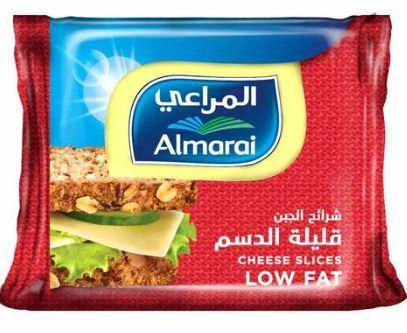 المراعي
Almarai
شرائح الجبن
قليلة الدسم
CHEESE SLICES
LOW FAT